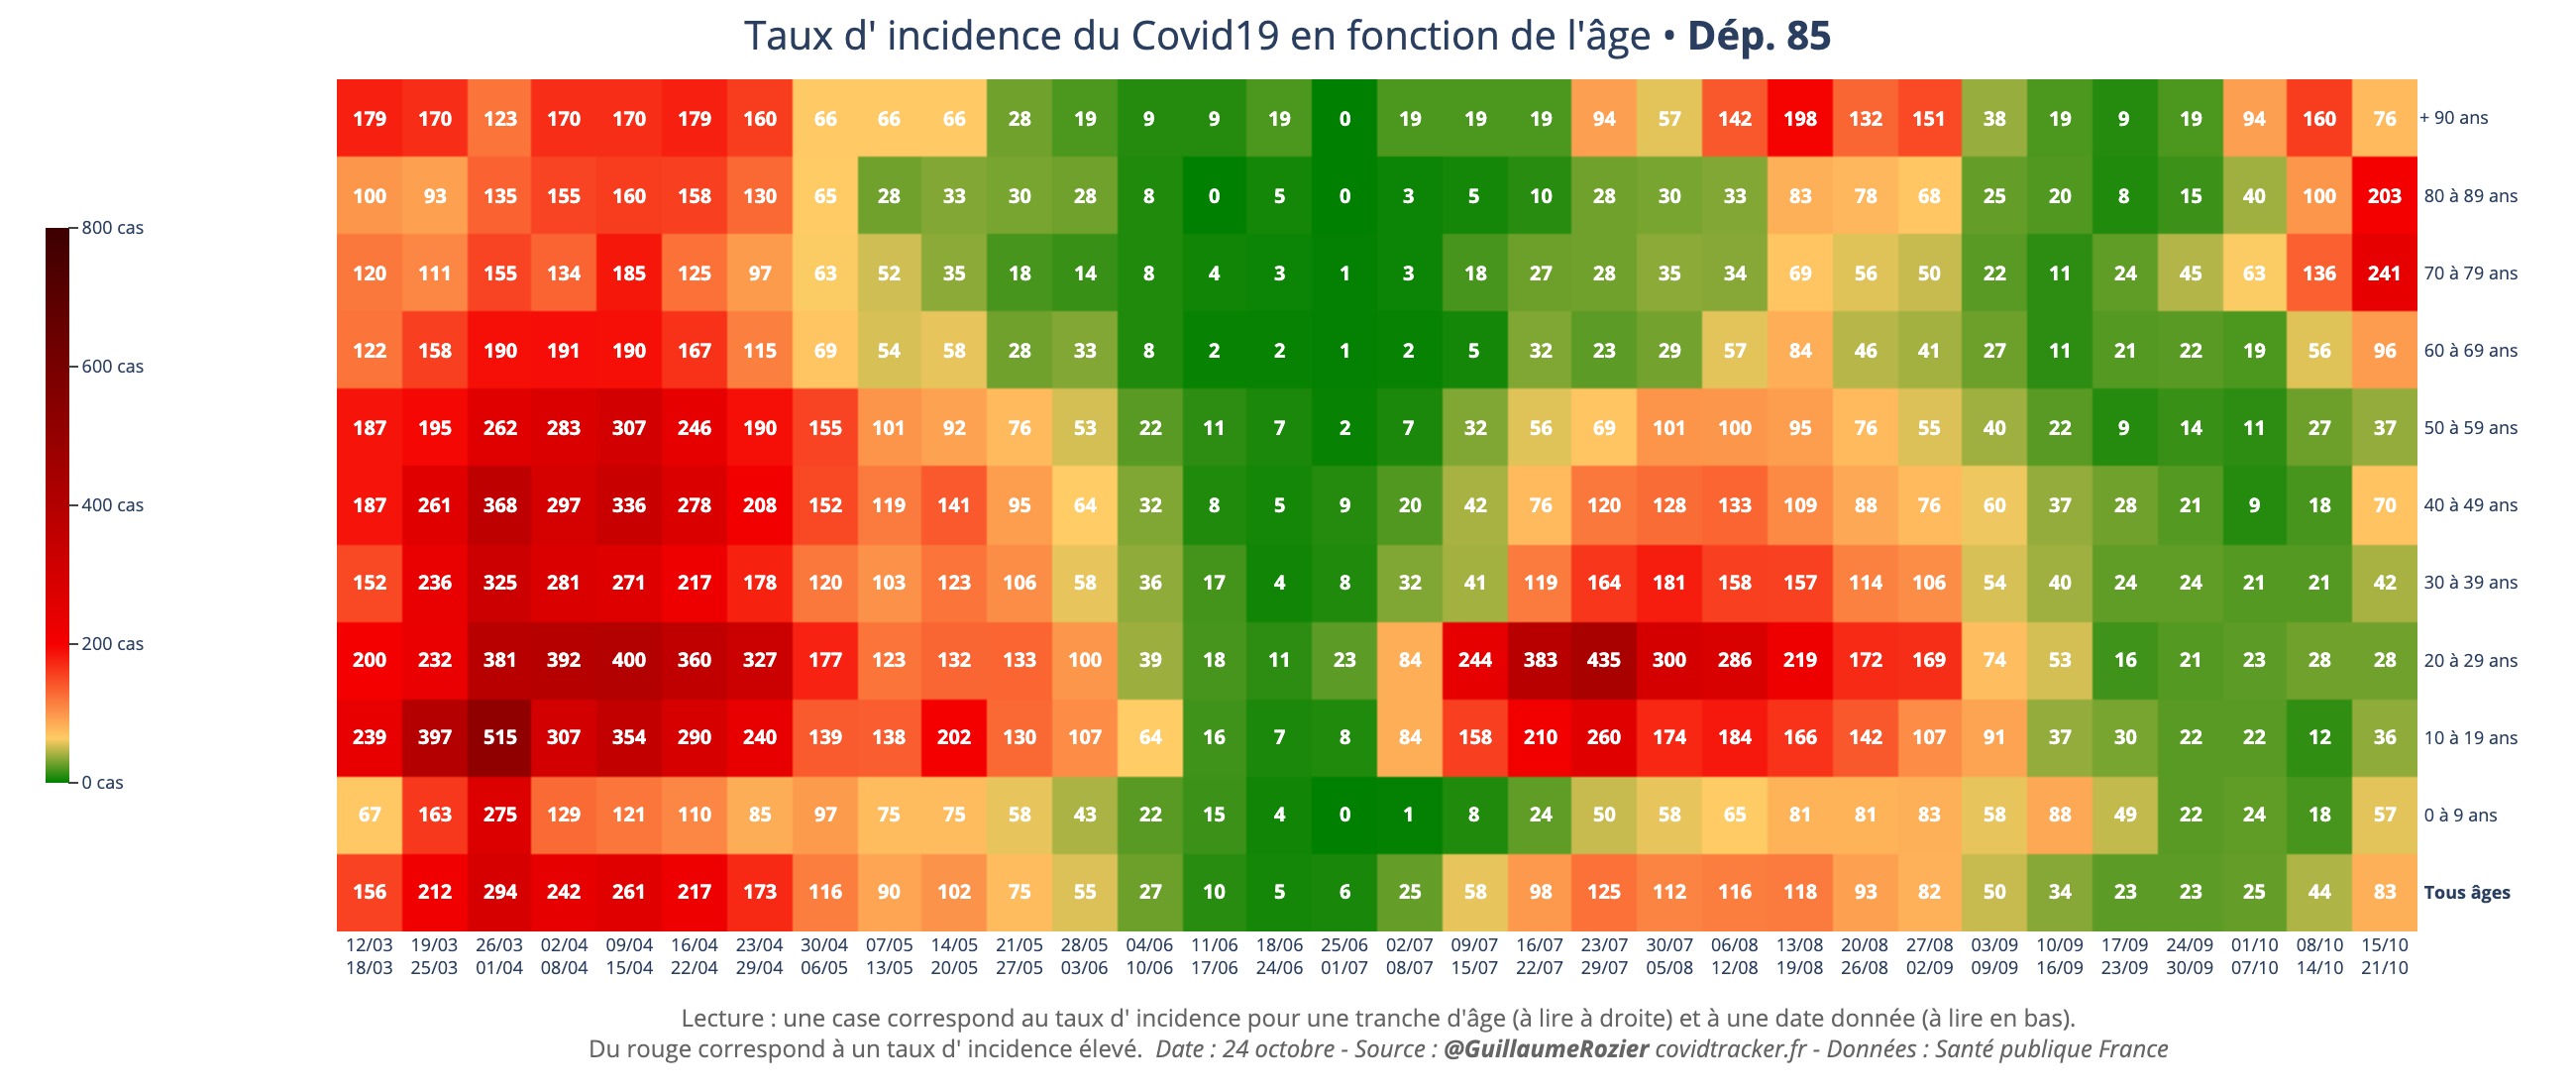 Taux d' incidence du Covid19 en fonction de l'âge • Dép. 85
800 cas
600 cas
400 cas
200 cas
0 cas
179 170 123 170 170 179 160 66 66 66 28 19 9 9 19 0 19 19 19 94 57 142 198 132 151 38 19 9 19 94 160 76 + 90 ans
100 93 135 155 160 158 130 65 28 33 30 28 8 0 5 0 3 5 10 28 30 33 83 78 68 25 20 8 15 40 100 203 80 à 89 ans
120 111 155 134 185 125 97 63 52 35 18 14 8 4 3 1 3 18 27 28 35 34 69 56 50 22 11 24 45 63 136 241 70 à 79 ans
122 158 190 191 190 167 115 69 54 58 28 33 8 2 2 1 2 5 32 23 29 57 84 46 41 27 11 21 22 19 56 96 60 à 69 ans
187 195 262 283 307 246 190 155 101 92 76 53 22 11 7 2 7 32 56 69 101 100 95 76 55 40 22 9 14 11 27 37 50 à 59 ans
187 261 368 297 336 278 208 152 119 141 95 64 32 8 5 9 20 42 76 120 128 133 109 88 76 60 37 28 21 9 18 70 40 à 49 ans
152 236 325 281 271 217 178 120 103 123 106 58 36 17 4 8 32 41 119 164 181 158 157 114 106 54 40 24 24 21 21 42 30 à 39 ans
200 232 381 392 400 360 327 177 123 132 133 100 39 18 11 23 84 244 383 435 300 286 219 172 169 74 53 16 21 23 28 28 20 à 29 ans
239 397 515 307 354 290 240 139 138 202 130 107 64 16 7 8 84 158 210 260 174 184 166 142 107 91 37 30 22 22 12 36 10 à 19 ans
67 163 275 129 121 110 85 97 75 75 58 43 22 15 4 0 1 8 24 50 58 65 81 81 83 58 88 49 22 24 18 57 0 à 9 ans
156 212 294 242 261 217 173 116 90 102 75 55 27 10 5 6 25 58 98 125 112 116 118 93 82 50 34 23 23 25 44 83 Tous âges
12/03 19/03 26/03 02/04 09/04 16/04 23/04 30/04 07/05 14/05 21/05 28/05 04/06 11/06 18/06 25/06 02/07 09/07 16/07 23/07 30/07 06/08 13/08 20/08 27/08 03/09 10/09 17/09 24/09 01/10 08/10 15/10
18/03 25/03 01/04 08/04 15/04 22/04 29/04 06/05 13/05 20/05 27/05 03/06 10/06 17/06 24/06 01/07 08/07 15/07 22/07 29/07 05/08 12/08 19/08 26/08 02/09 09/09 16/09 23/09 30/09 07/10 14/10 21/10
Lecture : une case correspond au taux d' incidence pour une tranche d'âge (à lire à droite) et à une date donnée (à lire en bas).
Du rouge correspond à un taux d' incidence élevé. Date : 24 octobre - Source : @GuillaumeRozier covidtracker.fr - Données : Santé publique France